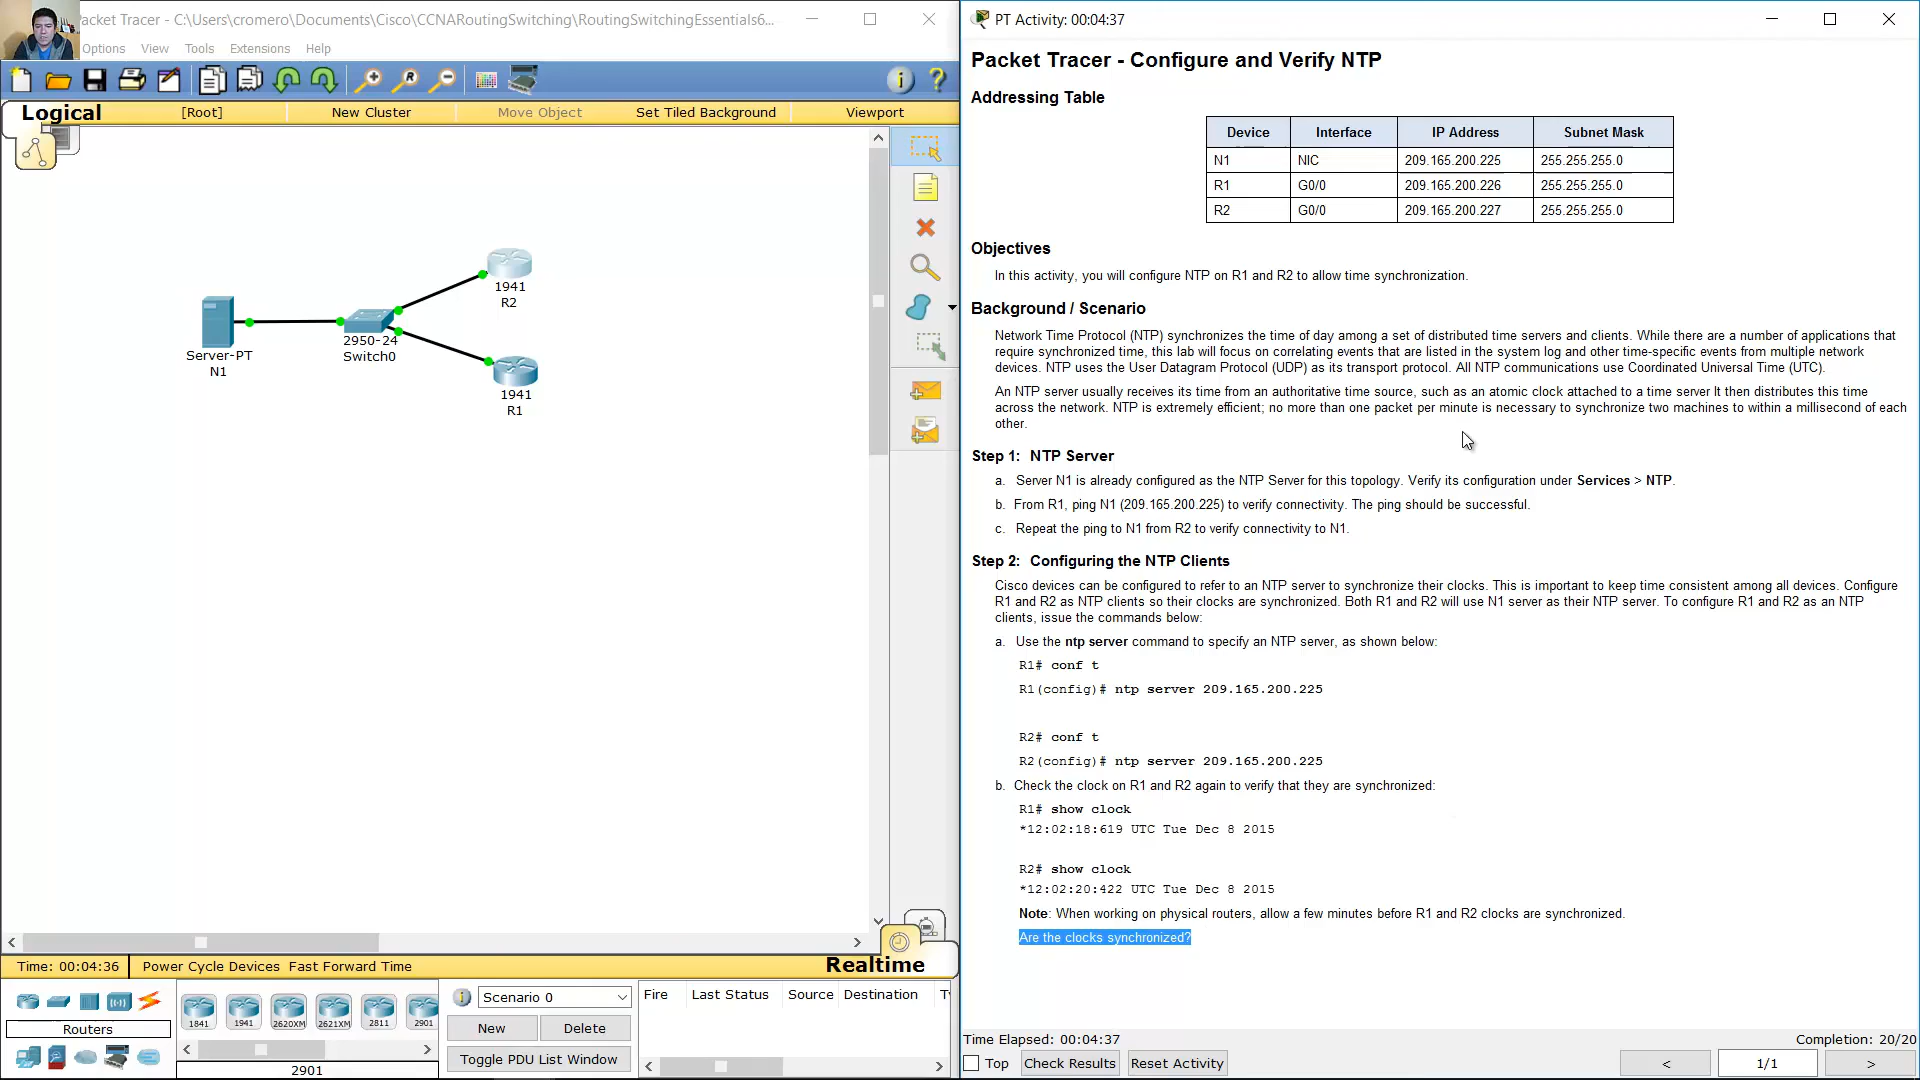 Packet Tracer - C:\Users\cromero\Documents\Cisco\CCNARoutingSwitching\RoutingSwitchingEssentials6...
Options View Tools Extensions Help
Logical [Root] New Cluster Move Object Set Tiled Background Viewport
1941
R2
Server-PT
N1
2950-24
Switch0
1941
R1
Time: 00:04:36 Power Cycle Devices Fast Forward Time Realtime
Routers
1841 1941 2620XM 2621XM 2811 2901
2901
Scenario 0
New Delete
Toggle PDU List Window
Fire Last Status Source Destination
PT Activity: 00:04:37
Packet Tracer - Configure and Verify NTP
Addressing Table
Device Interface IP Address Subnet Mask
N1 NIC 209.165.200.225 255.255.255.0
R1 G0/0 209.165.200.226 255.255.255.0
R2 G0/0 209.165.200.227 255.255.255.0
Objectives
In this activity, you will configure NTP on R1 and R2 to allow time synchronization.
Background / Scenario
Network Time Protocol (NTP) synchronizes the time of day among a set of distributed time servers and clients. While there are a number of applications that
require synchronized time, this lab will focus on correlating events that are listed in the system log and other time-specific events from multiple network
devices. NTP uses the User Datagram Protocol (UDP) as its transport protocol. All NTP communications use Coordinated Universal Time (UTC).
An NTP server usually receives its time from an authoritative time source, such as an atomic clock attached to a time server It then distributes this time
across the network. NTP is extremely efficient; no more than one packet per minute is necessary to synchronize two machines to within a millisecond of each
other.
Step 1: NTP Server
a. Server N1 is already configured as the NTP Server for this topology. Verify its configuration under Services > NTP.
b. From R1, ping N1 (209.165.200.225) to verify connectivity. The ping should be successful.
c. Repeat the ping to N1 from R2 to verify connectivity to N1.
Step 2: Configuring the NTP Clients
Cisco devices can be configured to refer to an NTP server to synchronize their clocks. This is important to keep time consistent among all devices. Configure
R1 and R2 as NTP clients so their clocks are synchronized. Both R1 and R2 will use N1 server as their NTP server. To configure R1 and R2 as an NTP
clients, issue the commands below:
a. Use the ntp server command to specify an NTP server, as shown below:
R1# conf t
R1(config)# ntp server 209.165.200.225
R2# conf t
R2(config)# ntp server 209.165.200.225
b. Check the clock on R1 and R2 again to verify that they are synchronized:
R1# show clock
*12:02:18:619 UTC Tue Dec 8 2015
R2# show clock
*12:02:20:422 UTC Tue Dec 8 2015
Note: When working on physical routers, allow a few minutes before R1 and R2 clocks are synchronized.
Are the clocks synchronized?
Time Elapsed: 00:04:37 Completion: 20/20
Top Check Results Reset Activity < 1/1 >